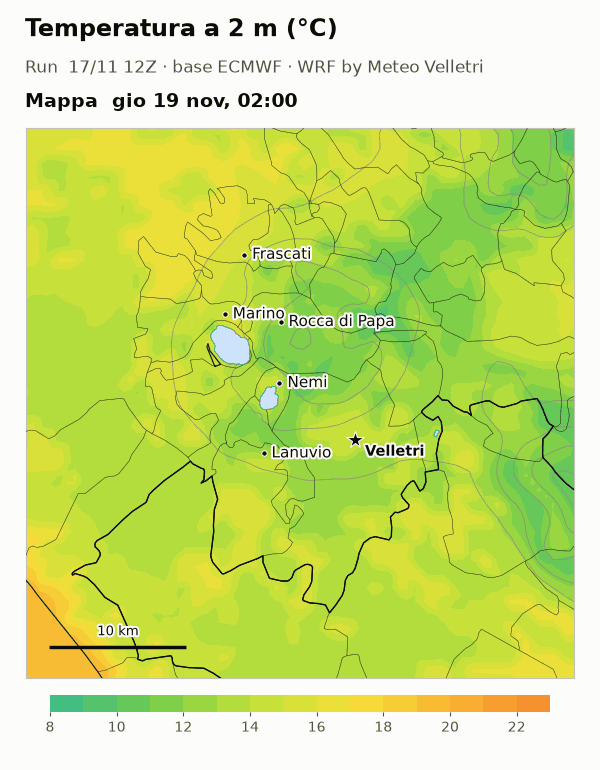 Temperatura a 2 m (°C)
Run 17/11 12Z · base ECMWF · WRF by Meteo Velletri
Mappa gio 19 nov, 02:00
Frascati
Marino
Rocca di Papa
Nemi
Velletri
Lanuvio
10 km
8 10 12 14 16 18 20 22